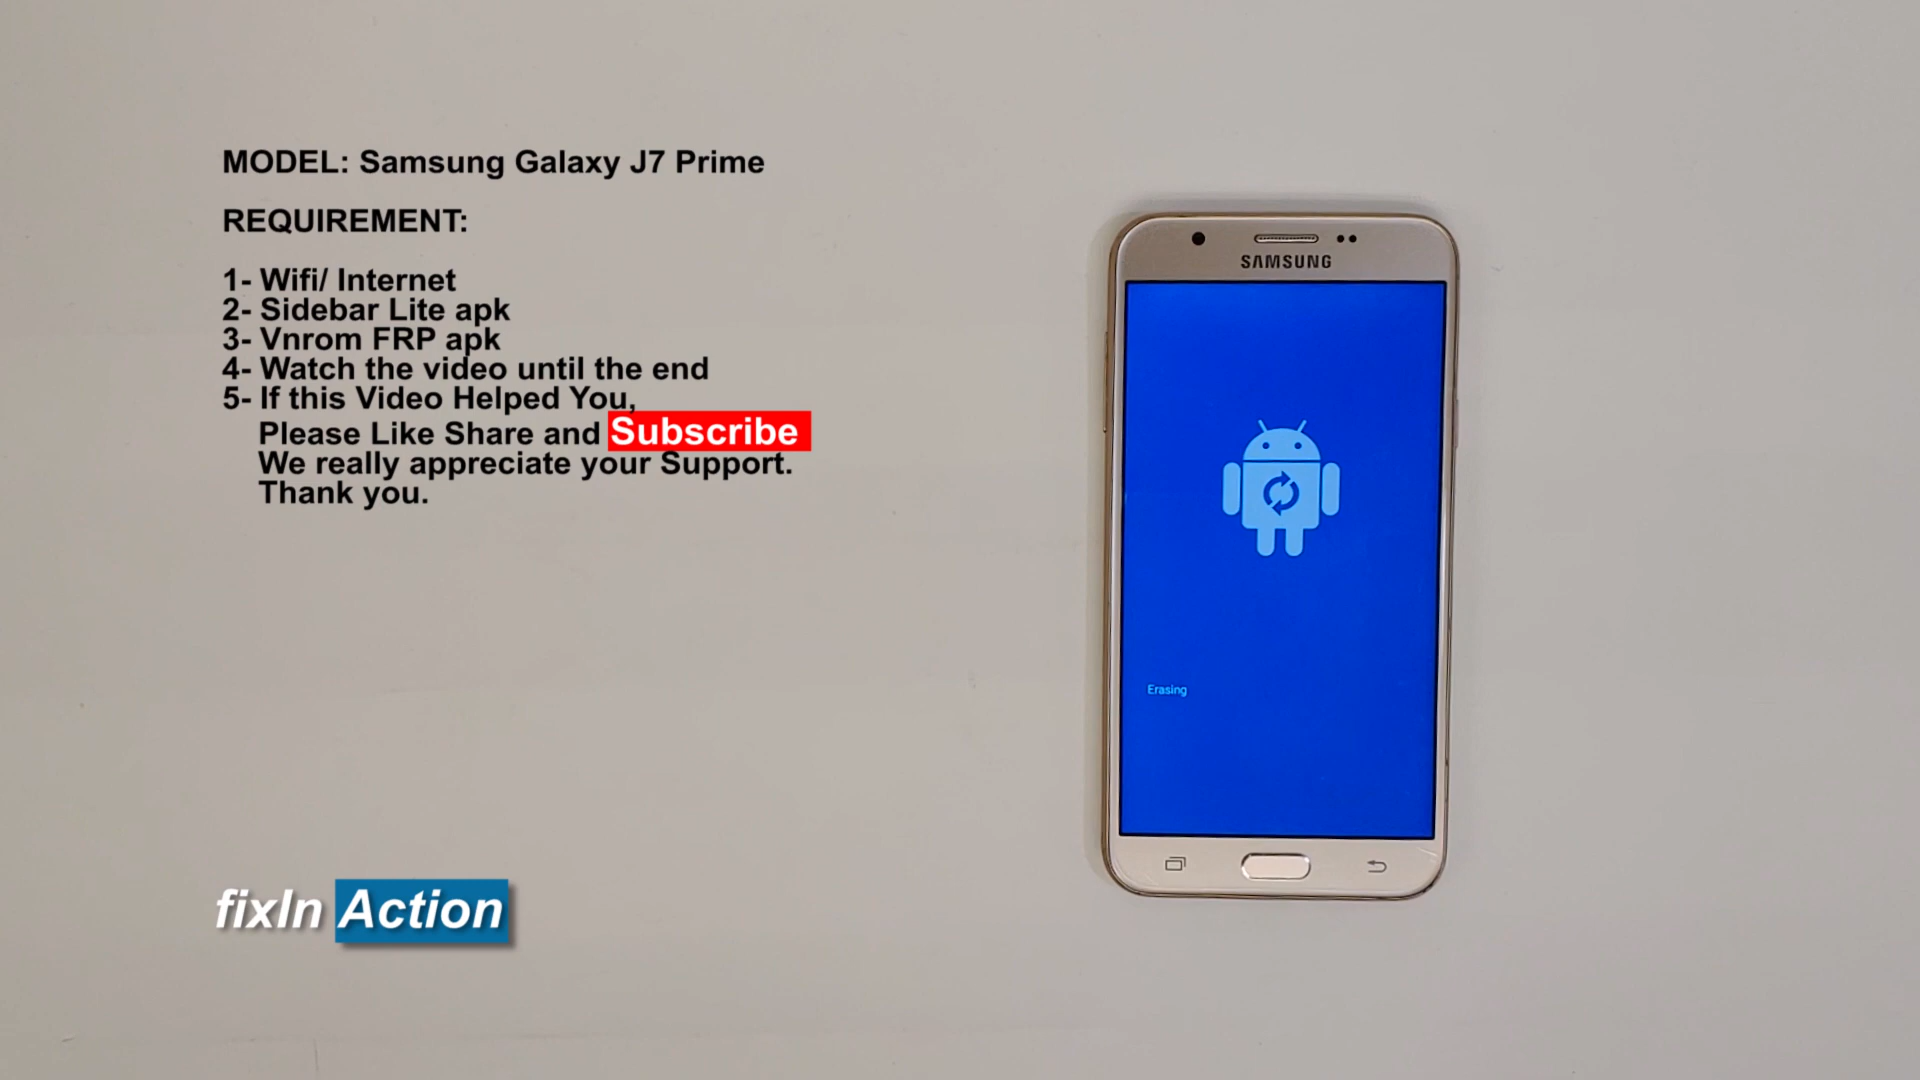 MODEL: Samsung Galaxy J7 Prime
REQUIREMENT:
1- Wifi/ Internet
2- Sidebar Lite apk
3- Vnrom FRP apk
4- Watch the video until the end
5- If this Video Helped You,
Please Like Share and Subscribe
We really appreciate your Support.
Thank you.
SAMSUNG
Erasing
fixIn Action